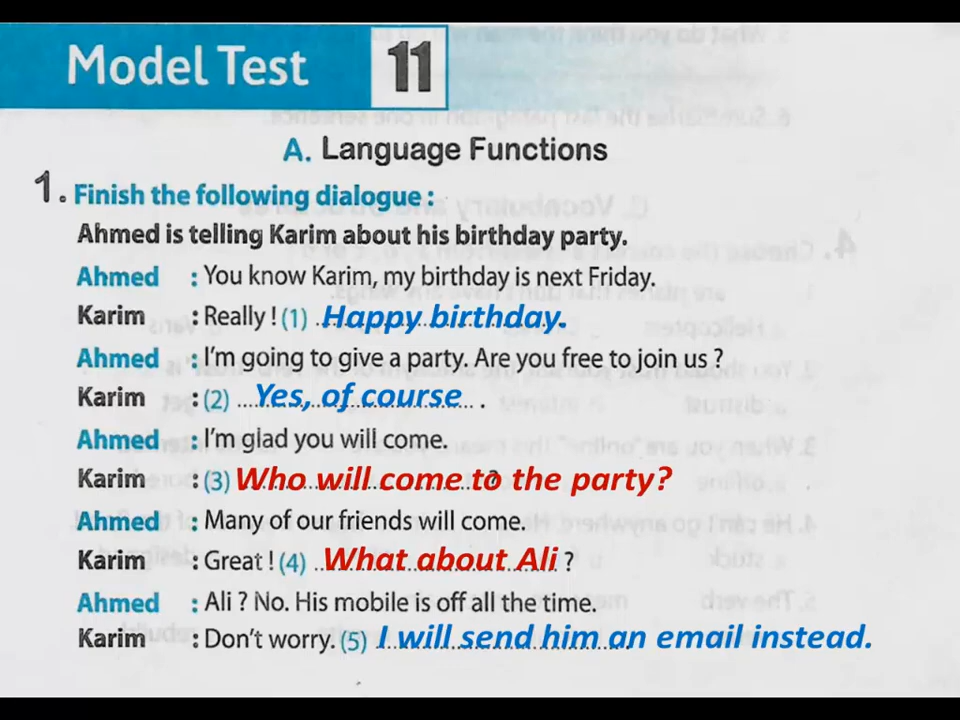 Model Test 11
A. Language Functions
1. Finish the following dialogue :
Ahmed is telling Karim about his birthday party.
Ahmed : You know Karim, my birthday is next Friday.
Karim : Really ! (1) Happy birthday.
Ahmed : I'm going to give a party. Are you free to join us ?
Karim : (2) Yes, of course .
Ahmed : I'm glad you will come.
Karim : (3) Who will come to the party?
Ahmed : Many of our friends will come.
Karim : Great ! (4) What about Ali ?
Ahmed : Ali ? No. His mobile is off all the time.
Karim : Don't worry. (5) I will send him an email instead.